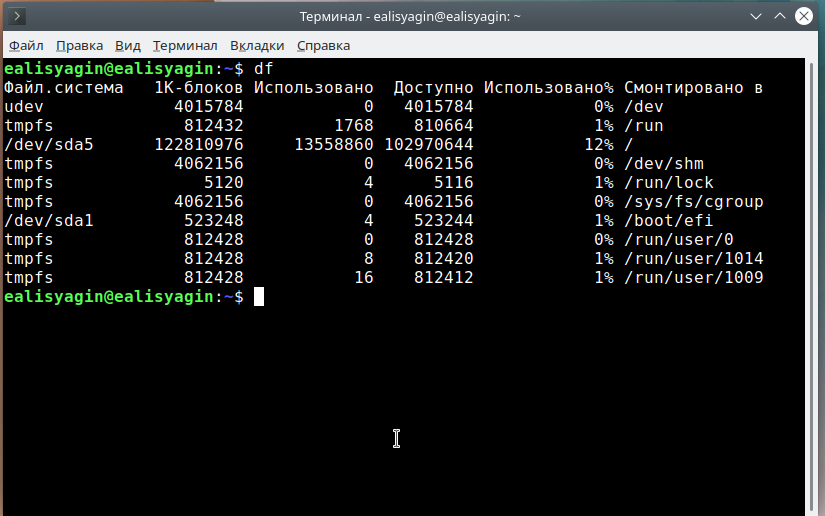 Терминал - ealisyagin@ealisyagin: ~
Файл Правка Вид Терминал Вкладки Справка
ealisyagin@ealisyagin:~$ df
Файл.система 1K-блоков Использовано Доступно Использовано% Смонтировано в
udev 4015784 0 4015784 0% /dev
tmpfs 812432 1768 810664 1% /run
/dev/sda5 122810976 13558860 102970644 12% /
tmpfs 4062156 0 4062156 0% /dev/shm
tmpfs 5120 4 5116 1% /run/lock
tmpfs 4062156 0 4062156 0% /sys/fs/cgroup
/dev/sda1 523248 4 523244 1% /boot/efi
tmpfs 812428 0 812428 0% /run/user/0
tmpfs 812428 8 812420 1% /run/user/1014
tmpfs 812428 16 812412 1% /run/user/1009
ealisyagin@ealisyagin:~$